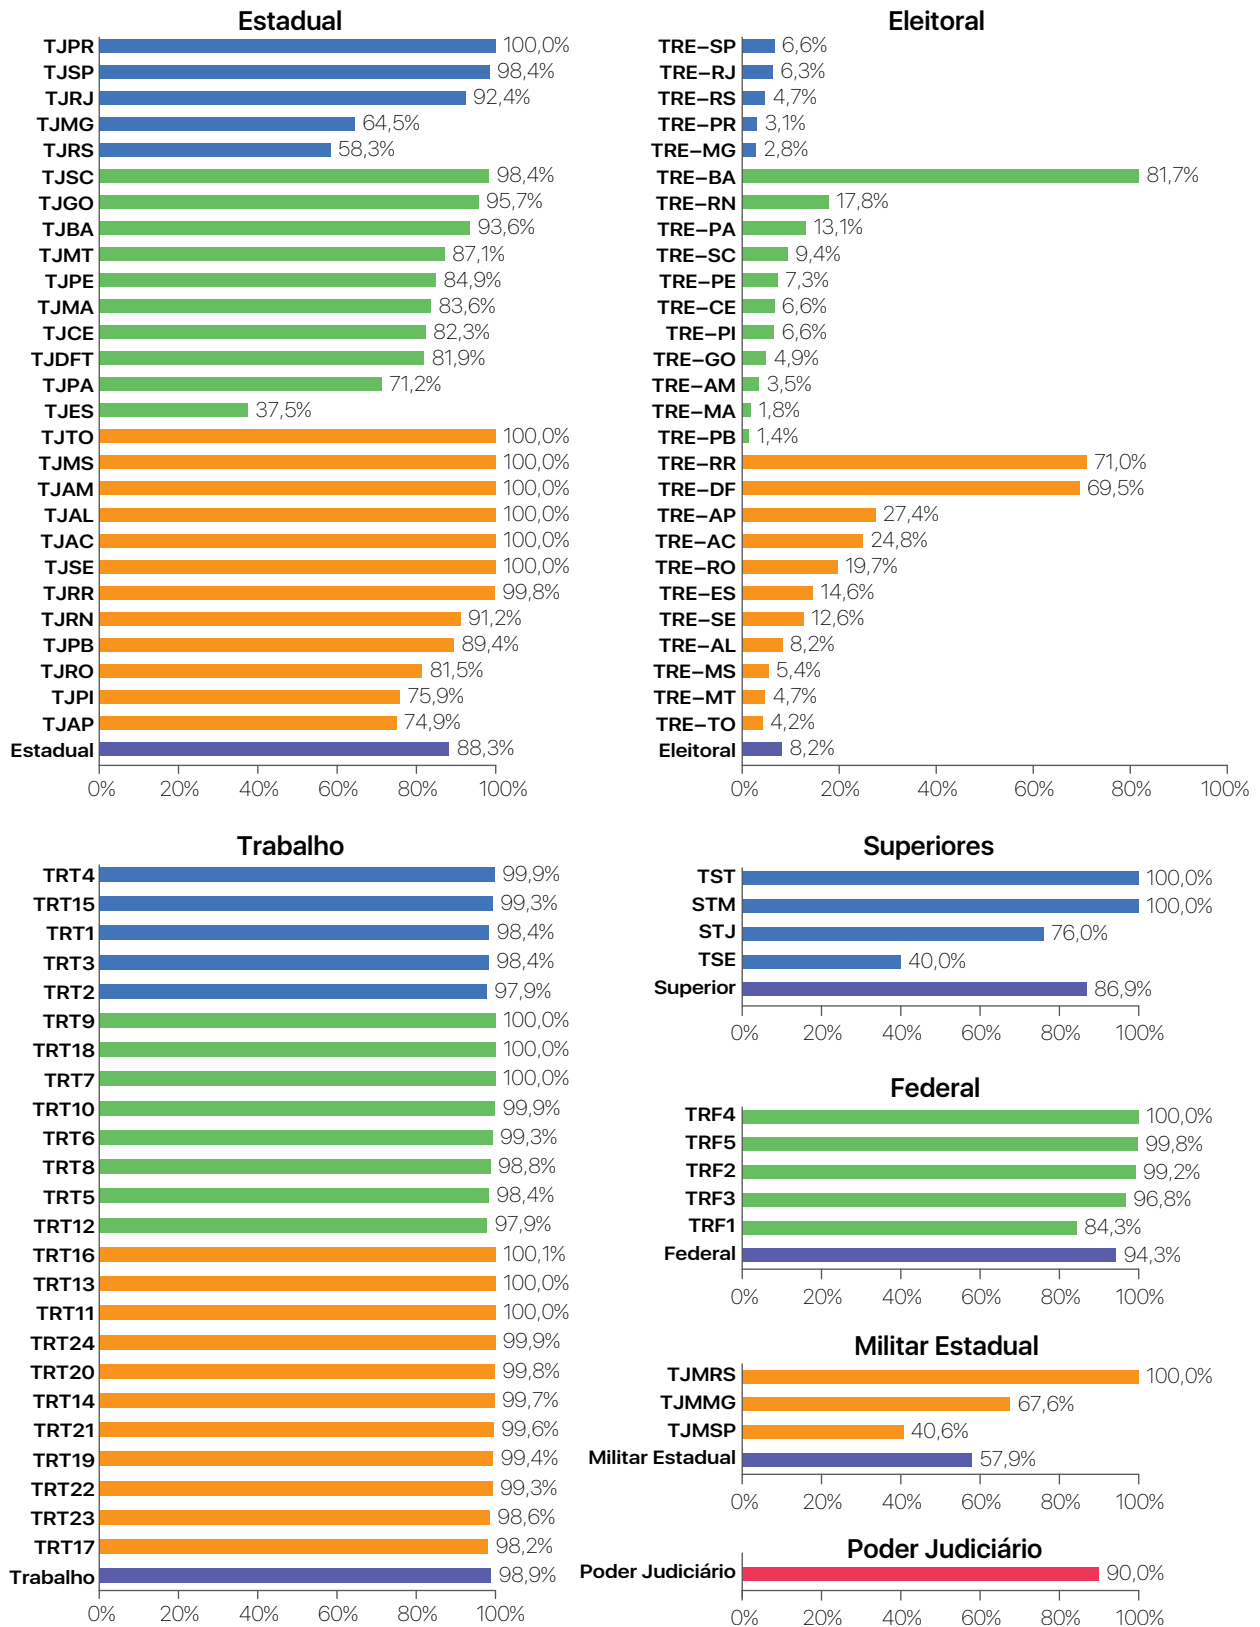 Estadual
TJPR 100,0%
TJSP 98,4%
TJRJ 92,4%
TJMG 64,5%
TJRS 58,3%
TJSC 98,4%
TJGO 95,7%
TJBA 93,6%
TJMT 87,1%
TJPE 84,9%
TJMA 83,6%
TJCE 82,3%
TJDFT 81,9%
TJPA 71,2%
TJES 37,5%
TJTO 100,0%
TJMS 100,0%
TJAM 100,0%
TJAL 100,0%
TJAC 100,0%
TJSE 100,0%
TJRR 99,8%
TJRN 91,2%
TJPB 89,4%
TJRO 81,5%
TJPI 75,9%
TJAP 74,9%
Estadual 88,3%
0% 20% 40% 60% 80% 100%
Eleitoral
TRE–SP 6,6%
TRE–RJ 6,3%
TRE–RS 4,7%
TRE–PR 3,1%
TRE–MG 2,8%
TRE–BA 81,7%
TRE–RN 17,8%
TRE–PA 13,1%
TRE–SC 9,4%
TRE–PE 7,3%
TRE–CE 6,6%
TRE–PI 6,6%
TRE–GO 4,9%
TRE–AM 3,5%
TRE–MA 1,8%
TRE–PB 1,4%
TRE–RR 71,0%
TRE–DF 69,5%
TRE–AP 27,4%
TRE–AC 24,8%
TRE–RO 19,7%
TRE–ES 14,6%
TRE–SE 12,6%
TRE–AL 8,2%
TRE–MS 5,4%
TRE–MT 4,7%
TRE–TO 4,2%
Eleitoral 8,2%
0% 20% 40% 60% 80% 100%
Trabalho
TRT4 99,9%
TRT15 99,3%
TRT1 98,4%
TRT3 98,4%
TRT2 97,9%
TRT9 100,0%
TRT18 100,0%
TRT7 100,0%
TRT10 99,9%
TRT6 99,3%
TRT8 98,8%
TRT5 98,4%
TRT12 97,9%
TRT16 100,1%
TRT13 100,0%
TRT11 100,0%
TRT24 99,9%
TRT20 99,8%
TRT14 99,7%
TRT21 99,6%
TRT19 99,4%
TRT22 99,3%
TRT23 98,6%
TRT17 98,2%
Trabalho 98,9%
0% 20% 40% 60% 80% 100%
Superiores
TST 100,0%
STM 100,0%
STJ 76,0%
TSE 40,0%
Superior 86,9%
0% 20% 40% 60% 80% 100%
Federal
TRF4 100,0%
TRF5 99,8%
TRF2 99,2%
TRF3 96,8%
TRF1 84,3%
Federal 94,3%
0% 20% 40% 60% 80% 100%
Militar Estadual
TJMRS 100,0%
TJMMG 67,6%
TJMSP 40,6%
Militar Estadual 57,9%
0% 20% 40% 60% 80% 100%
Poder Judiciário
Poder Judiciário 90,0%
0% 20% 40% 60% 80% 100%